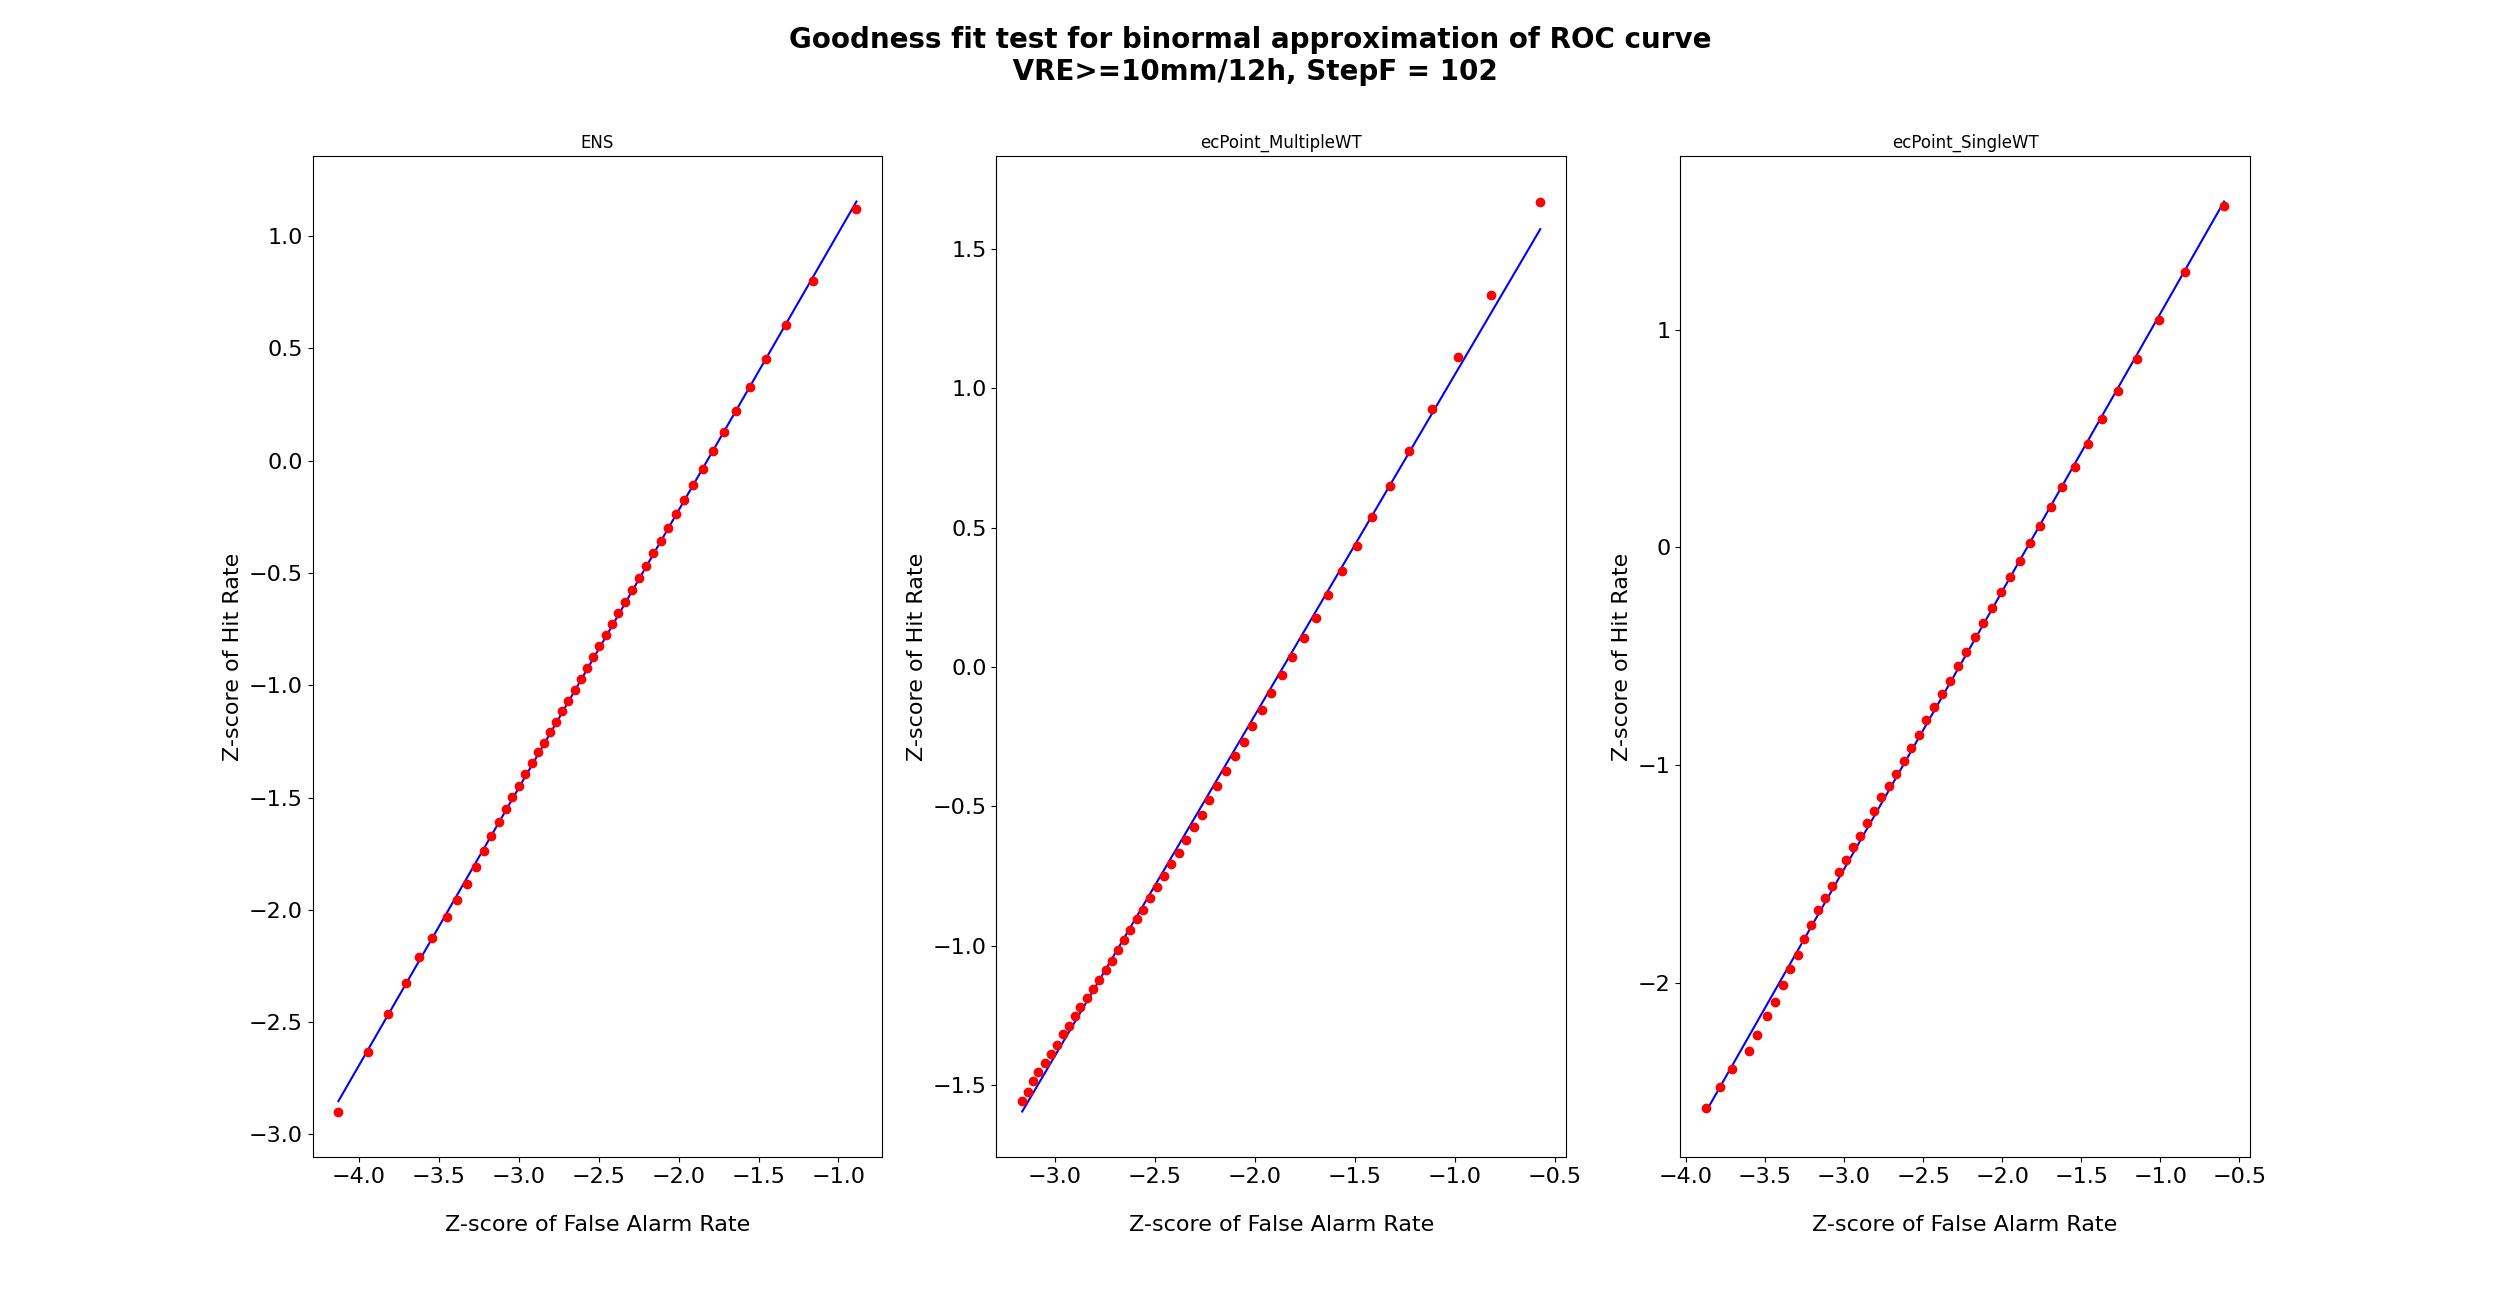 Goodness fit test for binormal approximation of ROC curve
VRE>=10mm/12h, StepF = 102
ENS
1.0
0.5
0.0
−0.5
−1.0
−1.5
−2.0
−2.5
−3.0
Z-score of Hit Rate
−4.0 −3.5 −3.0 −2.5 −2.0 −1.5 −1.0
Z-score of False Alarm Rate
ecPoint_MultipleWT
1.5
1.0
0.5
0.0
−0.5
−1.0
−1.5
Z-score of Hit Rate
−3.0 −2.5 −2.0 −1.5 −1.0 −0.5
Z-score of False Alarm Rate
ecPoint_SingleWT
1
0
−1
−2
Z-score of Hit Rate
−4.0 −3.5 −3.0 −2.5 −2.0 −1.5 −1.0 −0.5
Z-score of False Alarm Rate